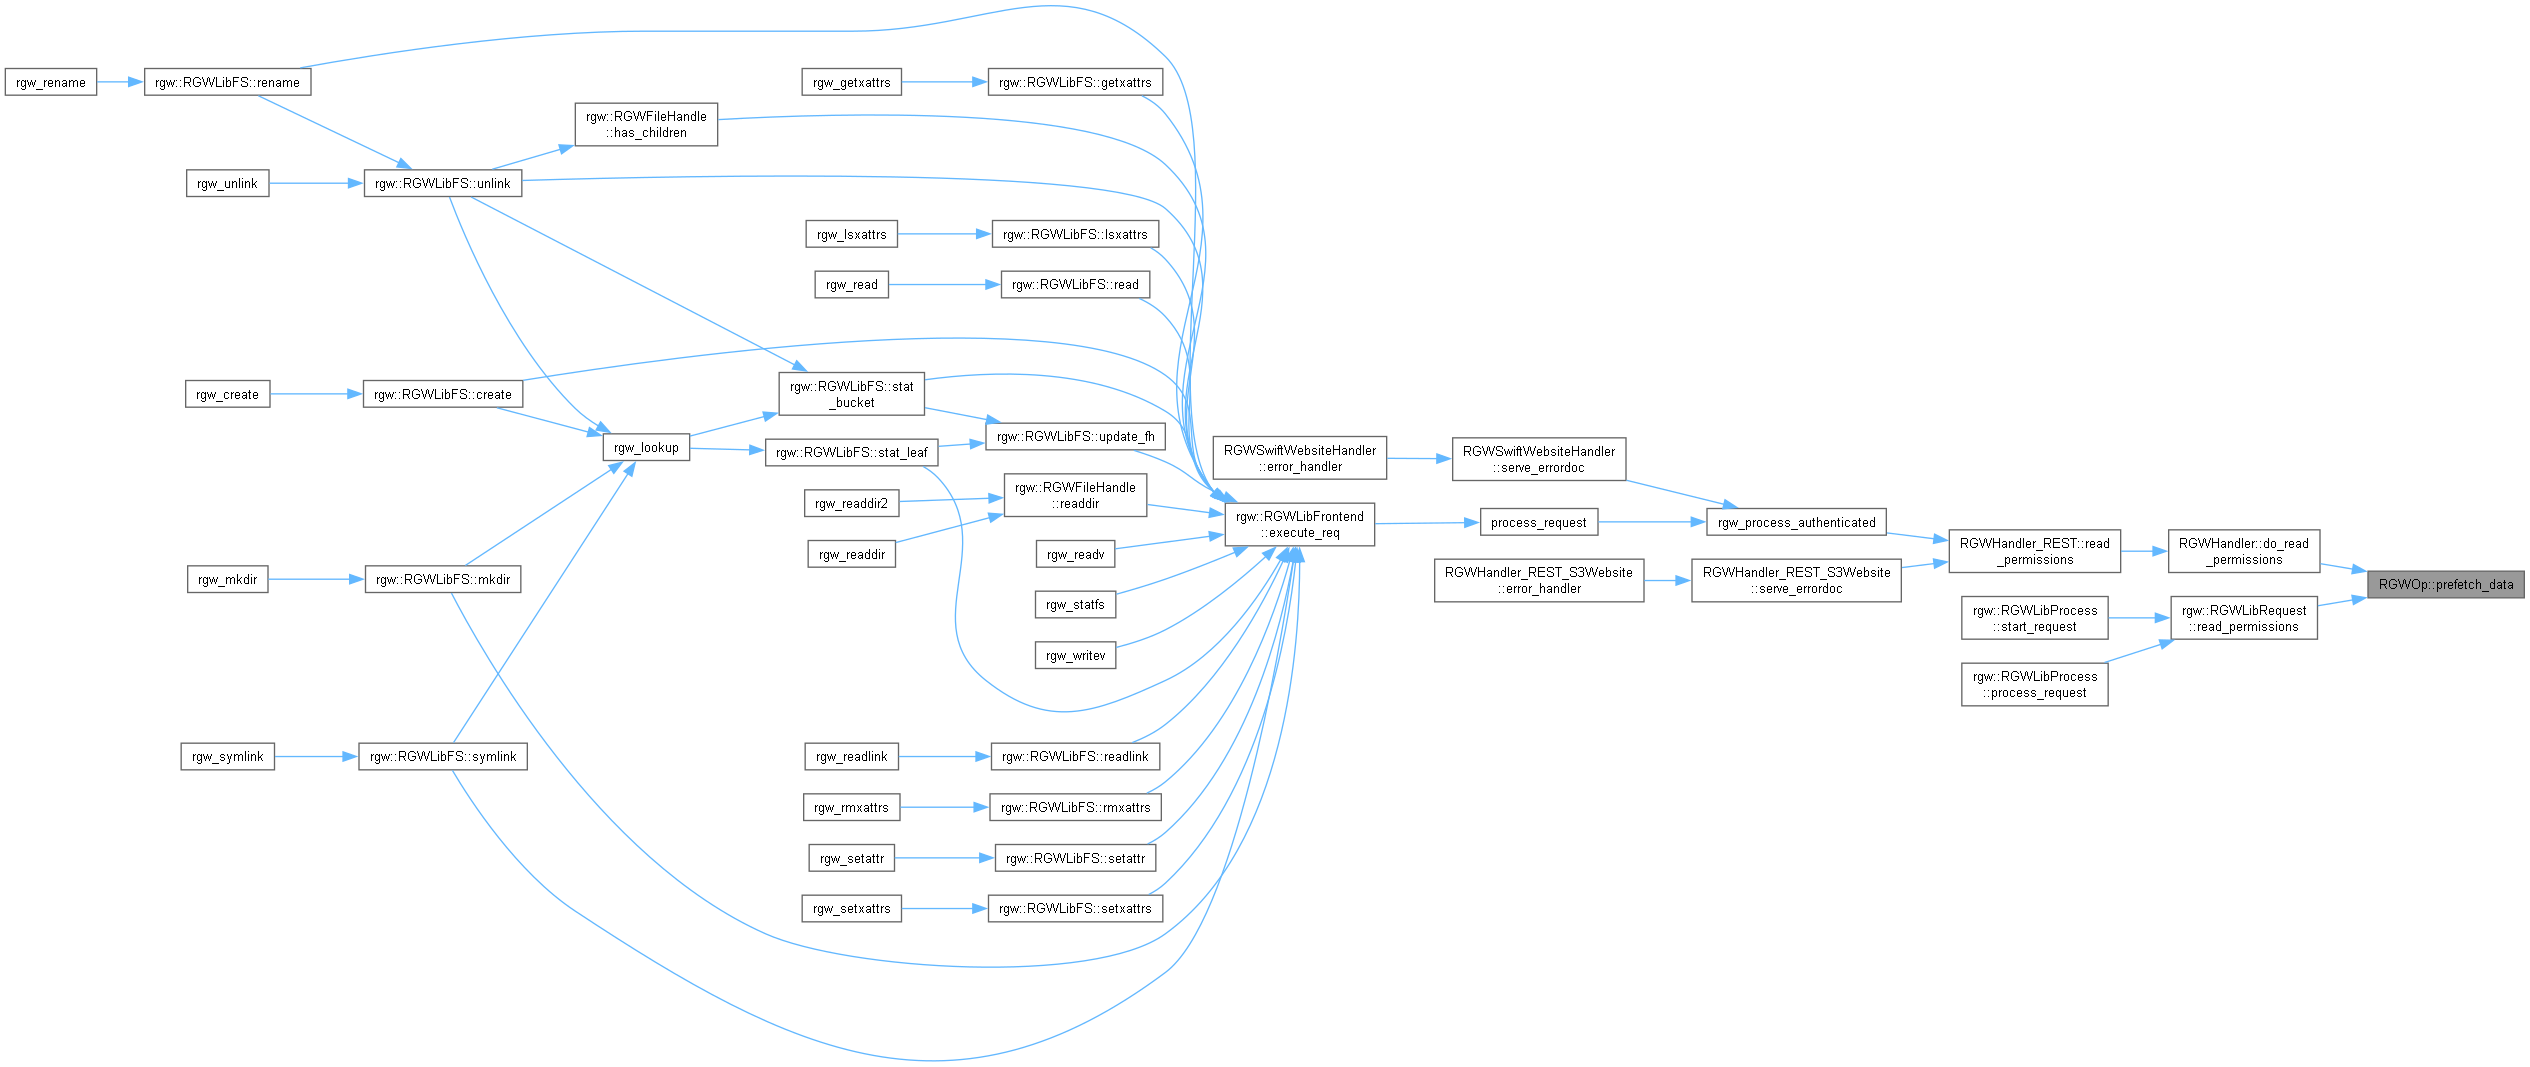 rgw_rename
rgw::RGWLibFS::rename
rgw_getxattrs
rgw::RGWLibFS::getxattrs
rgw::RGWFileHandle
::has_children
rgw_unlink
rgw::RGWLibFS::unlink
rgw_lsxattrs
rgw::RGWLibFS::lsxattrs
rgw_read
rgw::RGWLibFS::read
rgw_create
rgw::RGWLibFS::create
rgw::RGWLibFS::stat
_bucket
rgw_lookup
rgw::RGWLibFS::update_fh
rgw::RGWLibFS::stat_leaf
RGWSwiftWebsiteHandler
::error_handler
RGWSwiftWebsiteHandler
::serve_errordoc
rgw_readdir2
rgw::RGWFileHandle
::readdir
rgw_readdir
rgw::RGWLibFrontend
::execute_req
process_request
rgw_process_authenticated
rgw_readv
RGWHandler_REST::read
_permissions
RGWHandler::do_read
_permissions
rgw_mkdir
rgw::RGWLibFS::mkdir
RGWHandler_REST_S3Website
::error_handler
RGWHandler_REST_S3Website
::serve_errordoc
RGWOp::prefetch_data
rgw_statfs
rgw::RGWLibProcess
::start_request
rgw::RGWLibRequest
::read_permissions
rgw_writev
rgw::RGWLibProcess
::process_request
rgw_symlink
rgw::RGWLibFS::symlink
rgw_readlink
rgw::RGWLibFS::readlink
rgw_rmxattrs
rgw::RGWLibFS::rmxattrs
rgw_setattr
rgw::RGWLibFS::setattr
rgw_setxattrs
rgw::RGWLibFS::setxattrs